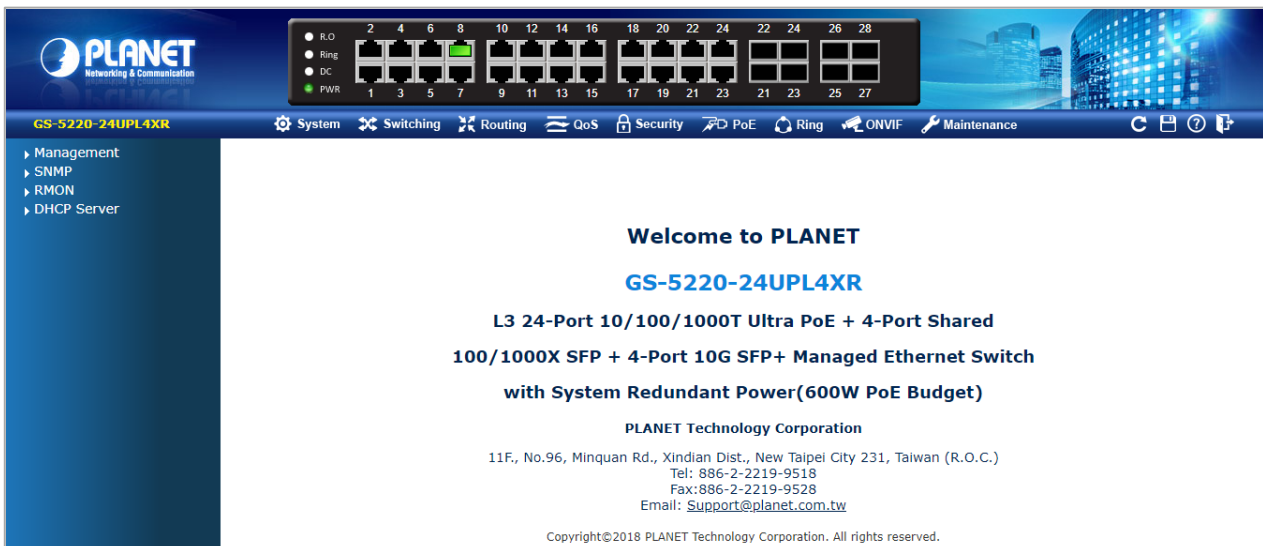 PLANET
Networking & Communication
R.O
Ring
DC
PWR
2 4 6 8 10 12 14 16 18 20 22 24 22 24 26 28
1 3 5 7 9 11 13 15 17 19 21 23 21 23 25 27
GS-5220-24UPL4XR
System Switching Routing QoS Security PoE Ring ONVIF Maintenance
Management
SNMP
RMON
DHCP Server
Welcome to PLANET
GS-5220-24UPL4XR
L3 24-Port 10/100/1000T Ultra PoE + 4-Port Shared
100/1000X SFP + 4-Port 10G SFP+ Managed Ethernet Switch
with System Redundant Power(600W PoE Budget)
PLANET Technology Corporation
11F., No.96, Minquan Rd., Xindian Dist., New Taipei City 231, Taiwan (R.O.C.)
Tel: 886-2-2219-9518
Fax:886-2-2219-9528
Email: Support@planet.com.tw
Copyright©2018 PLANET Technology Corporation. All rights reserved.